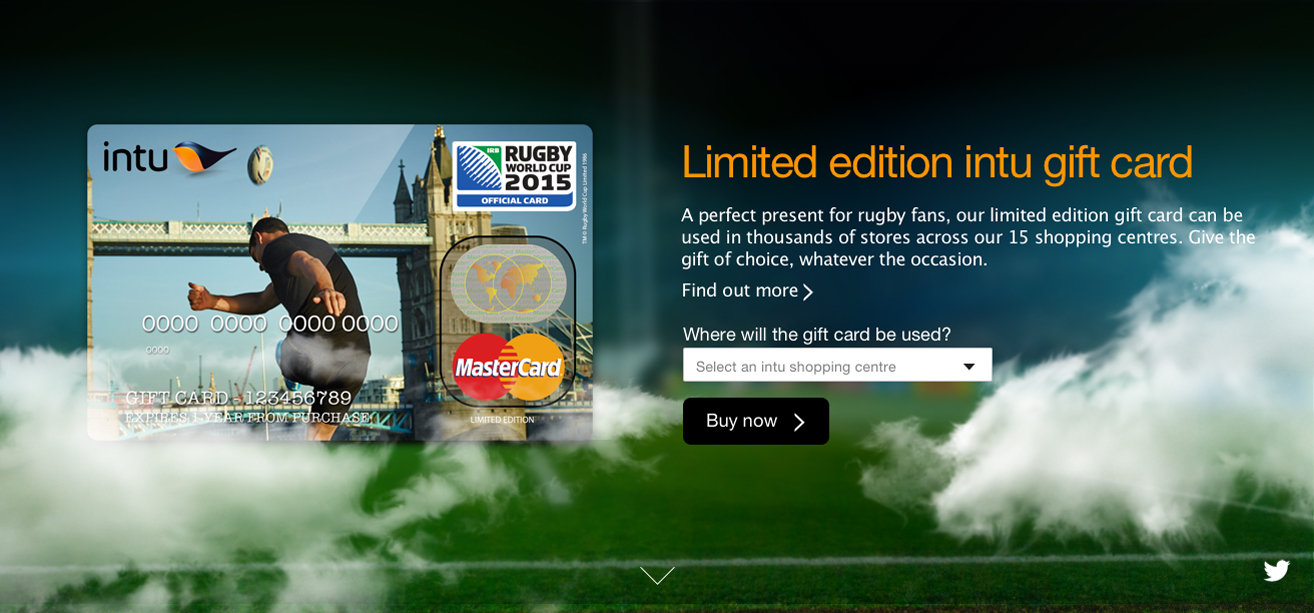 intu
IRB
RUGBY
WORLD CUP
2015
OFFICIAL CARD
TM © Rugby World Cup Limited 1986
0000 0000 0000 0000
0000
MasterCard
GIFT CARD - 123456789
EXPIRES 1 YEAR FROM PURCHASE
LIMITED EDITION
Limited edition intu gift card
A perfect present for rugby fans, our limited edition gift card can be
used in thousands of stores across our 15 shopping centres. Give the
gift of choice, whatever the occasion.
Find out more
Where will the gift card be used?
Select an intu shopping centre
Buy now